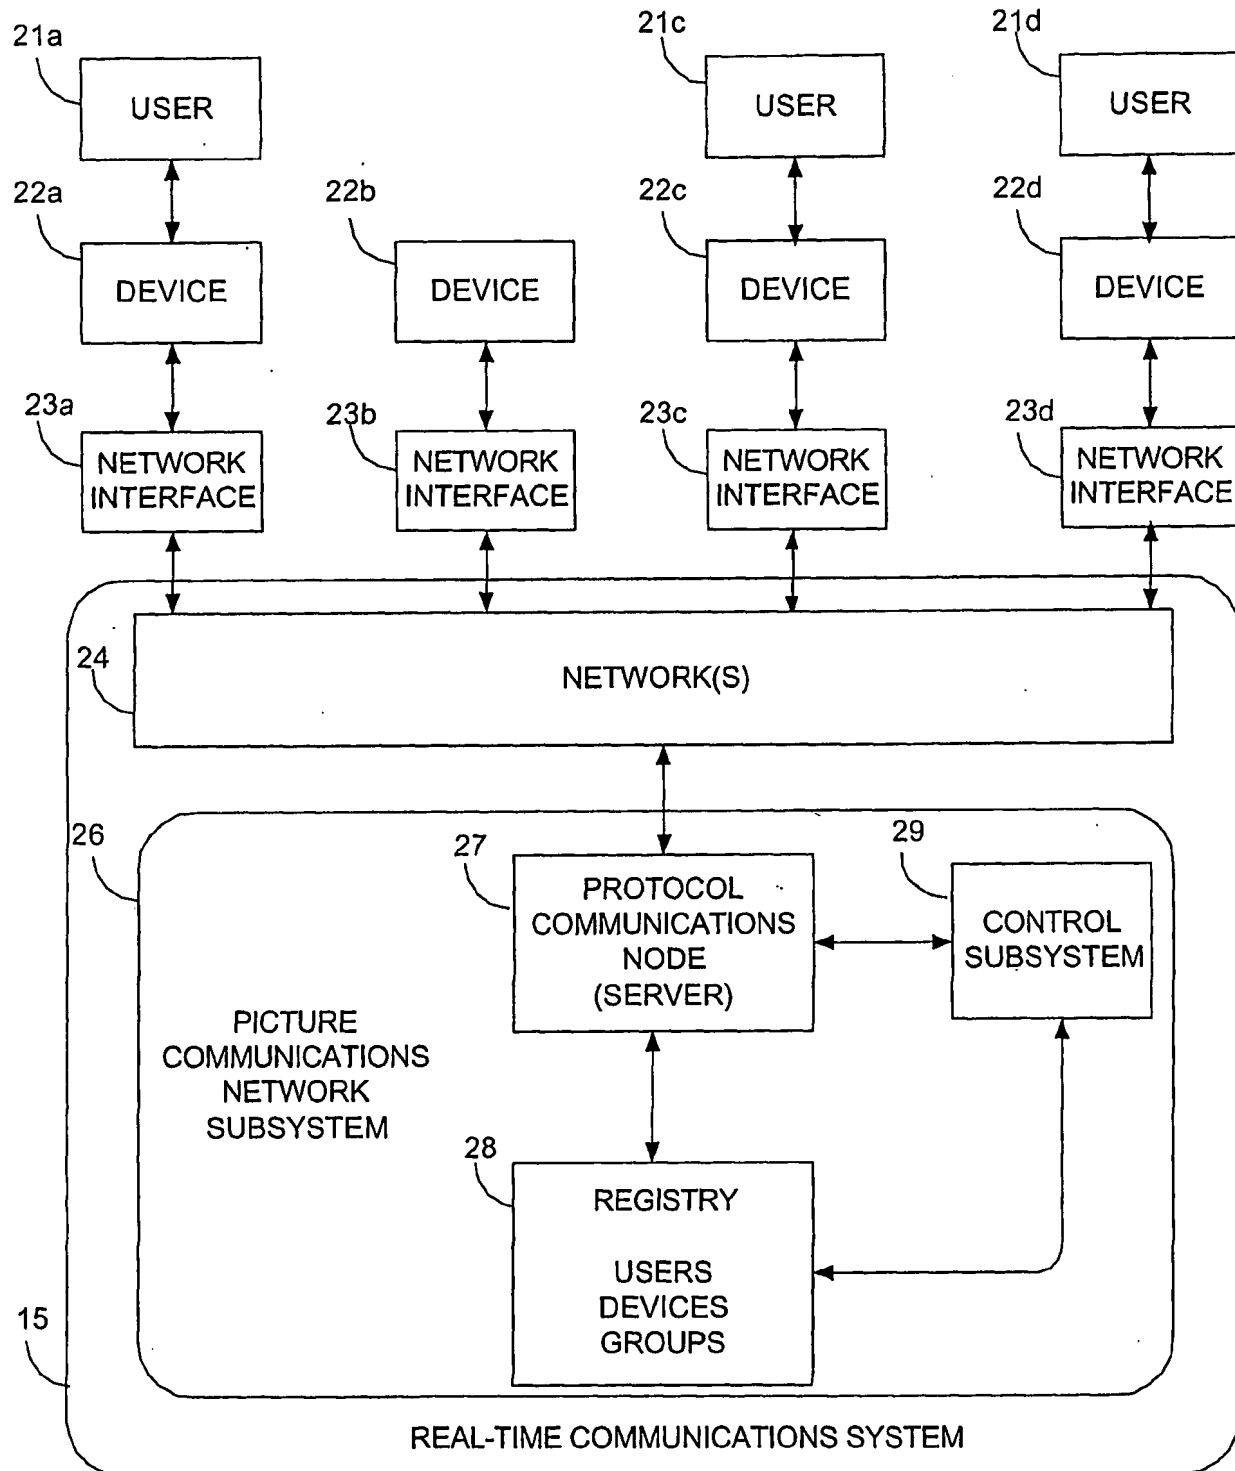 21a
21c
21d
USER
USER
USER
22a
22b
22c
22d
DEVICE
DEVICE
DEVICE
DEVICE
23a
23b
23c
23d
NETWORK
INTERFACE
NETWORK
INTERFACE
NETWORK
INTERFACE
NETWORK
INTERFACE
24
NETWORK(S)
26
27
29
PROTOCOL
COMMUNICATIONS
NODE
(SERVER)
CONTROL
SUBSYSTEM
PICTURE
COMMUNICATIONS
NETWORK
SUBSYSTEM
28
REGISTRY
USERS
DEVICES
GROUPS
15
REAL-TIME COMMUNICATIONS SYSTEM